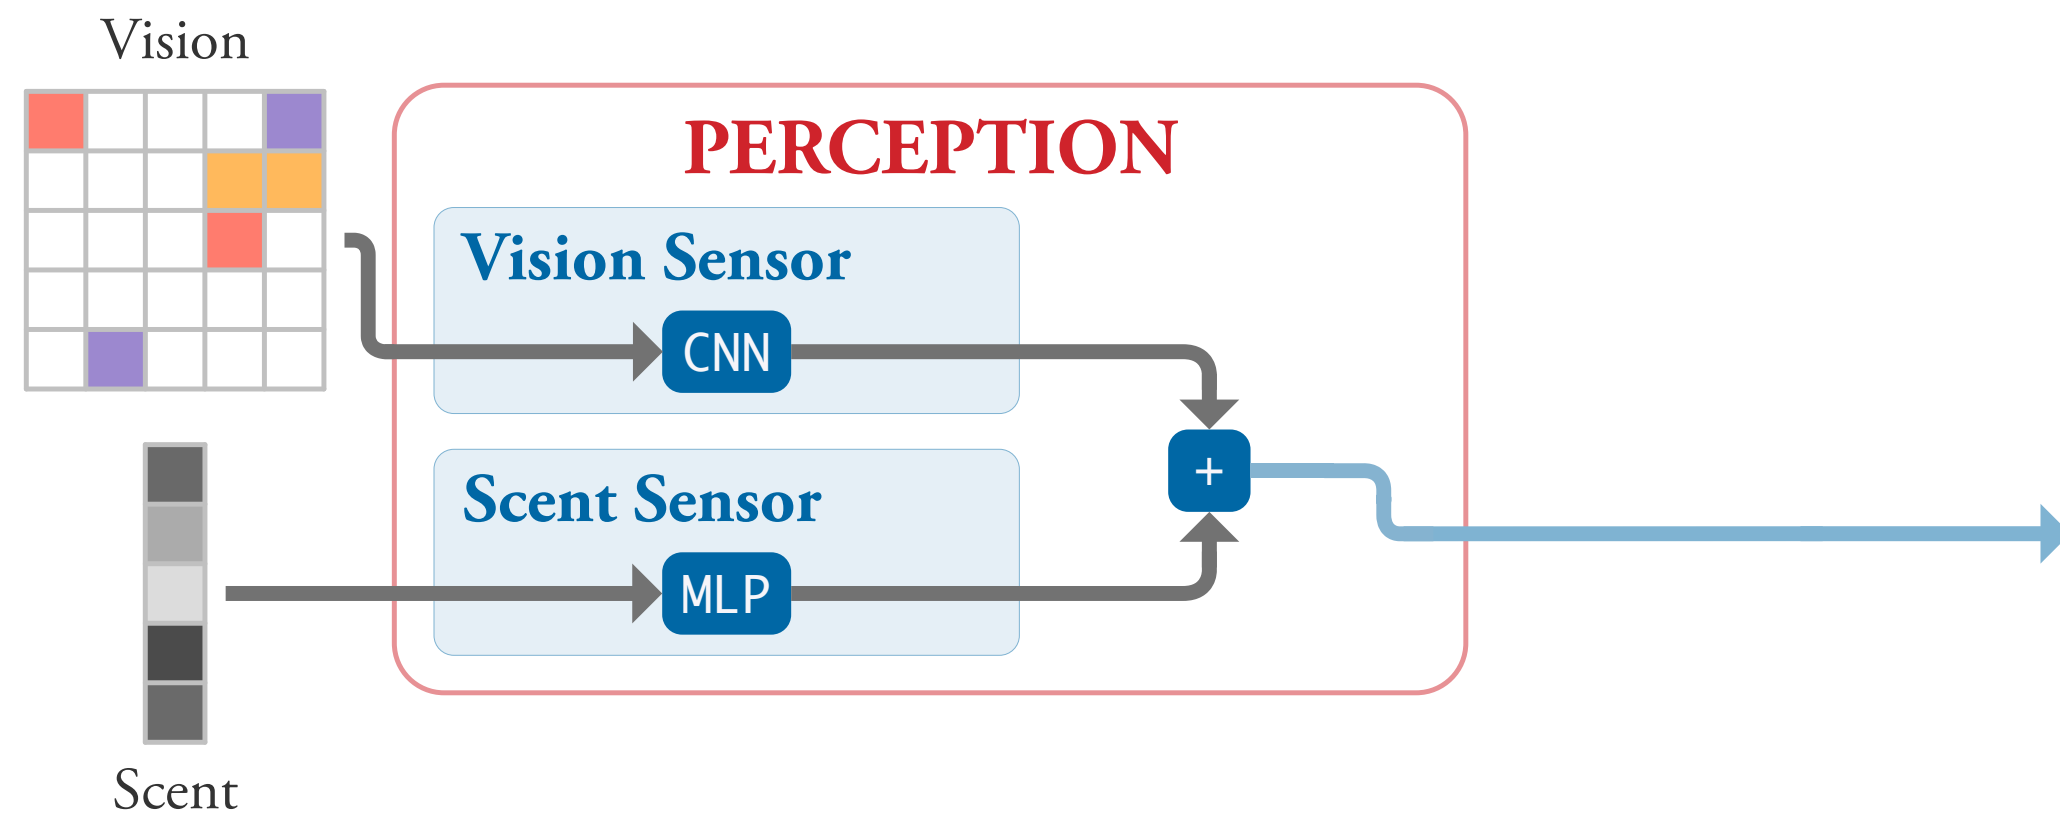 Vision
PERCEPTION
Vision Sensor
CNN
+
Scent Sensor
MLP
Scent